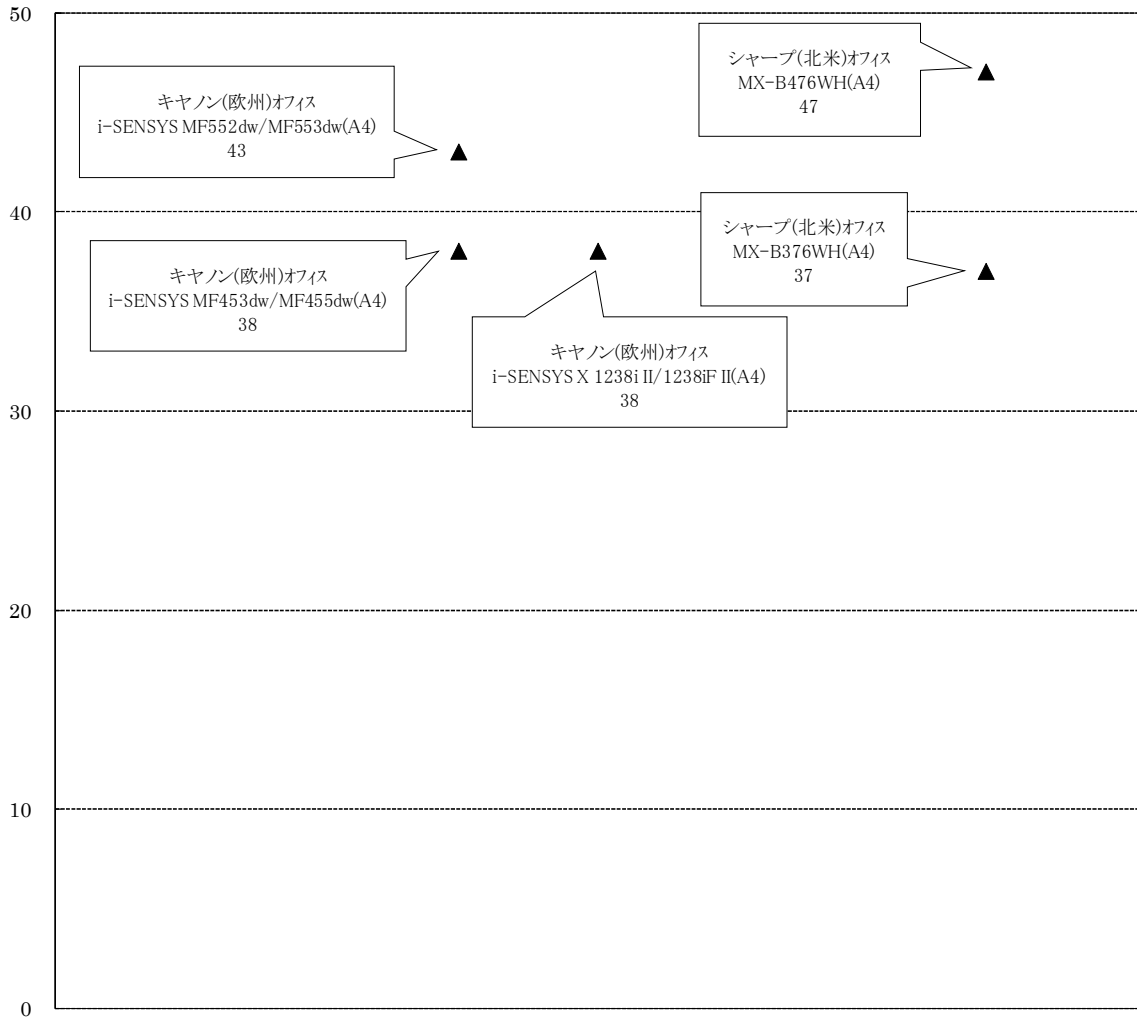 50
シャープ(北米)オフィス
MX-B476WH(A4)
47
キヤノン(欧州)オフィス
i-SENSYS MF552dw/MF553dw(A4)
43
40
シャープ(北米)オフィス
MX-B376WH(A4)
37
キヤノン(欧州)オフィス
i-SENSYS MF453dw/MF455dw(A4)
38
キヤノン(欧州)オフィス
i-SENSYS X 1238i II/1238iF II(A4)
38
30
20
10
0